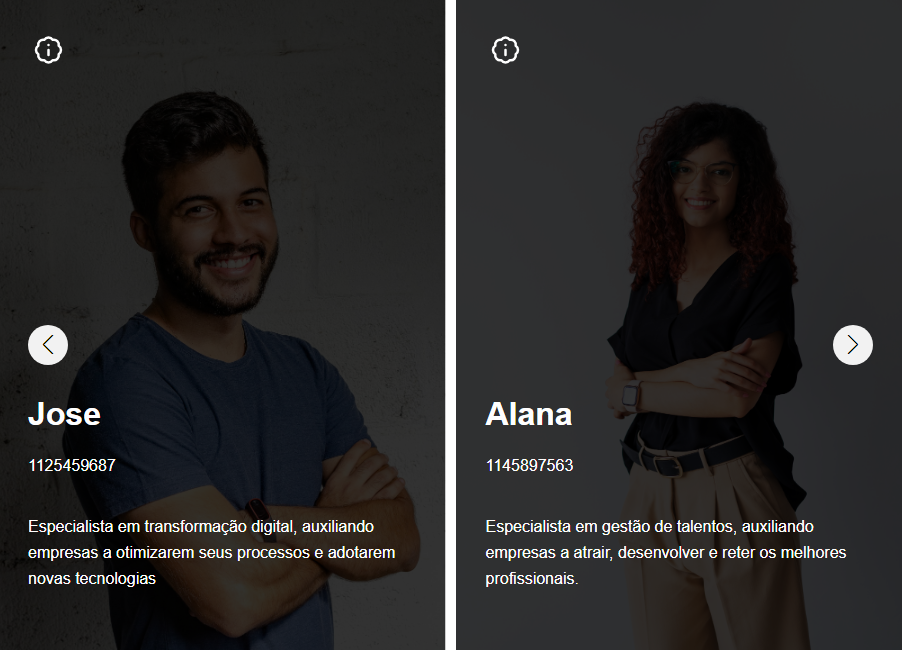 Jose
1125459687
Especialista em transformação digital, auxiliando
empresas a otimizarem seus processos e adotarem
novas tecnologias
Alana
1145897563
Especialista em gestão de talentos, auxiliando
empresas a atrair, desenvolver e reter os melhores
profissionais.